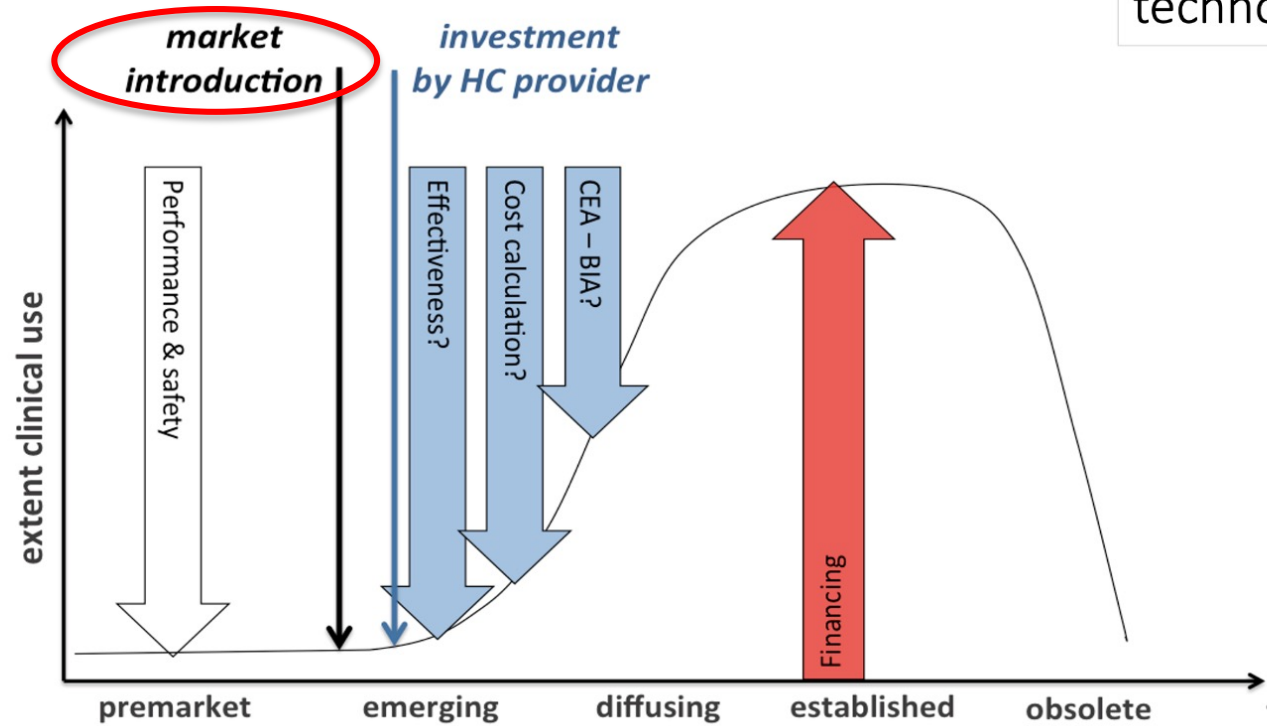 techno
market
introduction
investment
by HC provider
Performance & safety
Effectiveness?
Cost calculation?
CEA – BIA?
Financing
extent clinical use
premarket
emerging
diffusing
established
obsolete